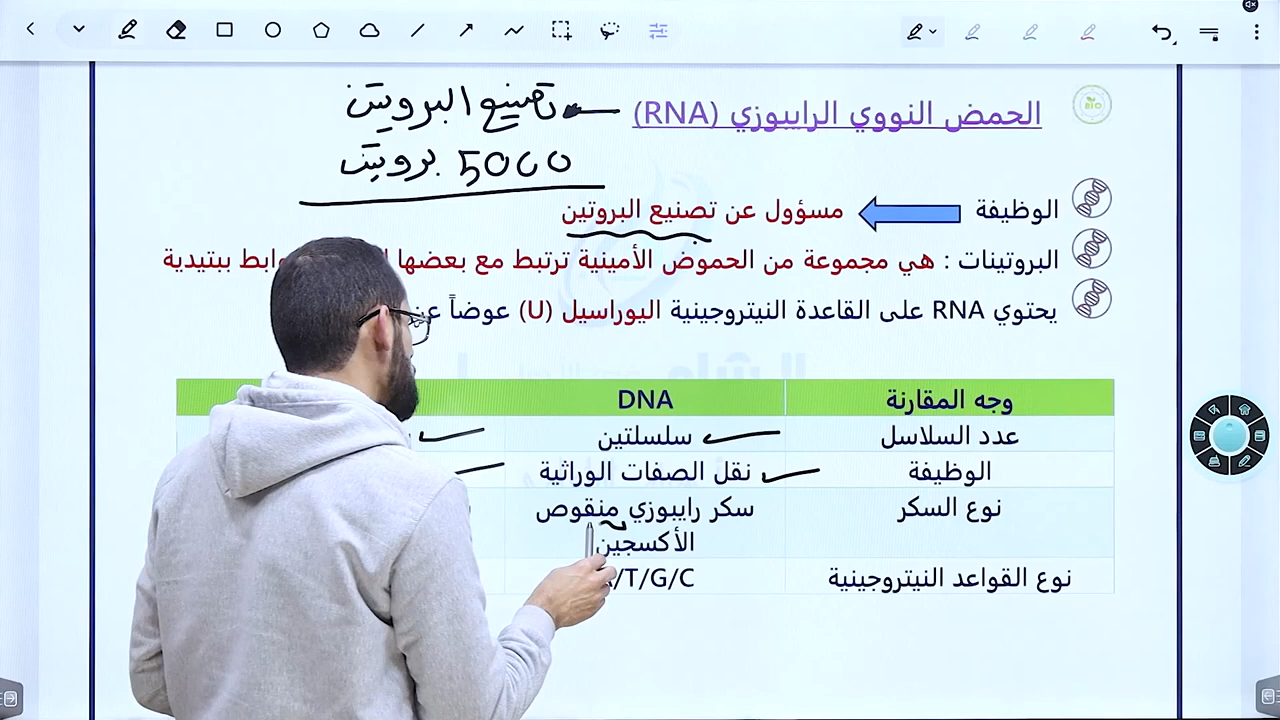 الحمض النووي الرايبوزي (RNA)
تصنيع البروتين
5000 بروتين
BIO
الوظيفة
مسؤول عن تصنيع البروتين
البروتينات : هي مجموعة من الحموض الأمينية ترتبط مع بعضها ببتيدية
يحتوي RNA على القاعدة النيتروجينية اليوراسيل (U) عوضاً
وجه المقارنة DNA
عدد السلاسل سلسلتين
الوظيفة نقل الصفات الوراثية
نوع السكر سكر رايبوزي منقوص
الأكسجين
نوع القواعد النيتروجينية /T/G/C